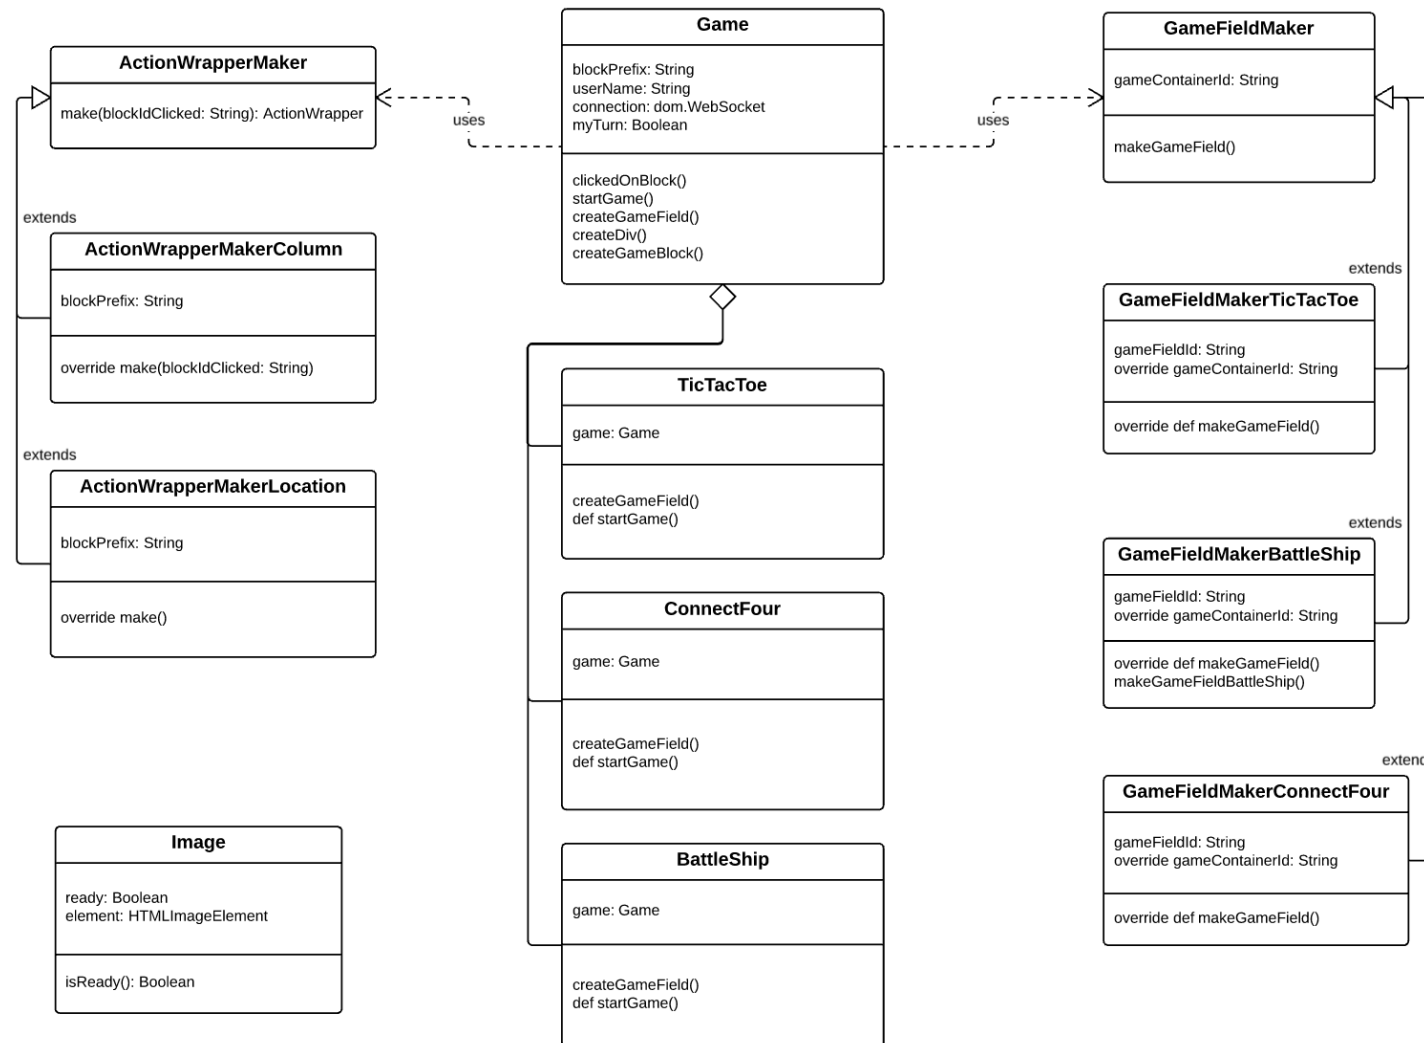 ActionWrapperMaker
make(blockIdClicked: String): ActionWrapper
extends
ActionWrapperMakerColumn
blockPrefix: String
override make(blockIdClicked: String)
extends
ActionWrapperMakerLocation
blockPrefix: String
override make()
Image
ready: Boolean
element: HTMLImageElement
isReady(): Boolean
uses
Game
blockPrefix: String
userName: String
connection: dom.WebSocket
myTurn: Boolean
clickedOnBlock()
startGame()
createGameField()
createDiv()
createGameBlock()
TicTacToe
game: Game
createGameField()
def startGame()
ConnectFour
game: Game
createGameField()
def startGame()
BattleShip
game: Game
createGameField()
def startGame()
uses
GameFieldMaker
gameContainerId: String
makeGameField()
extends
GameFieldMakerTicTacToe
gameFieldId: String
override gameContainerId: String
override def makeGameField()
extends
GameFieldMakerBattleShip
gameFieldId: String
override gameContainerId: String
override def makeGameField()
makeGameFieldBattleShip()
extend
GameFieldMakerConnectFour
gameFieldId: String
override gameContainerId: String
override def makeGameField()